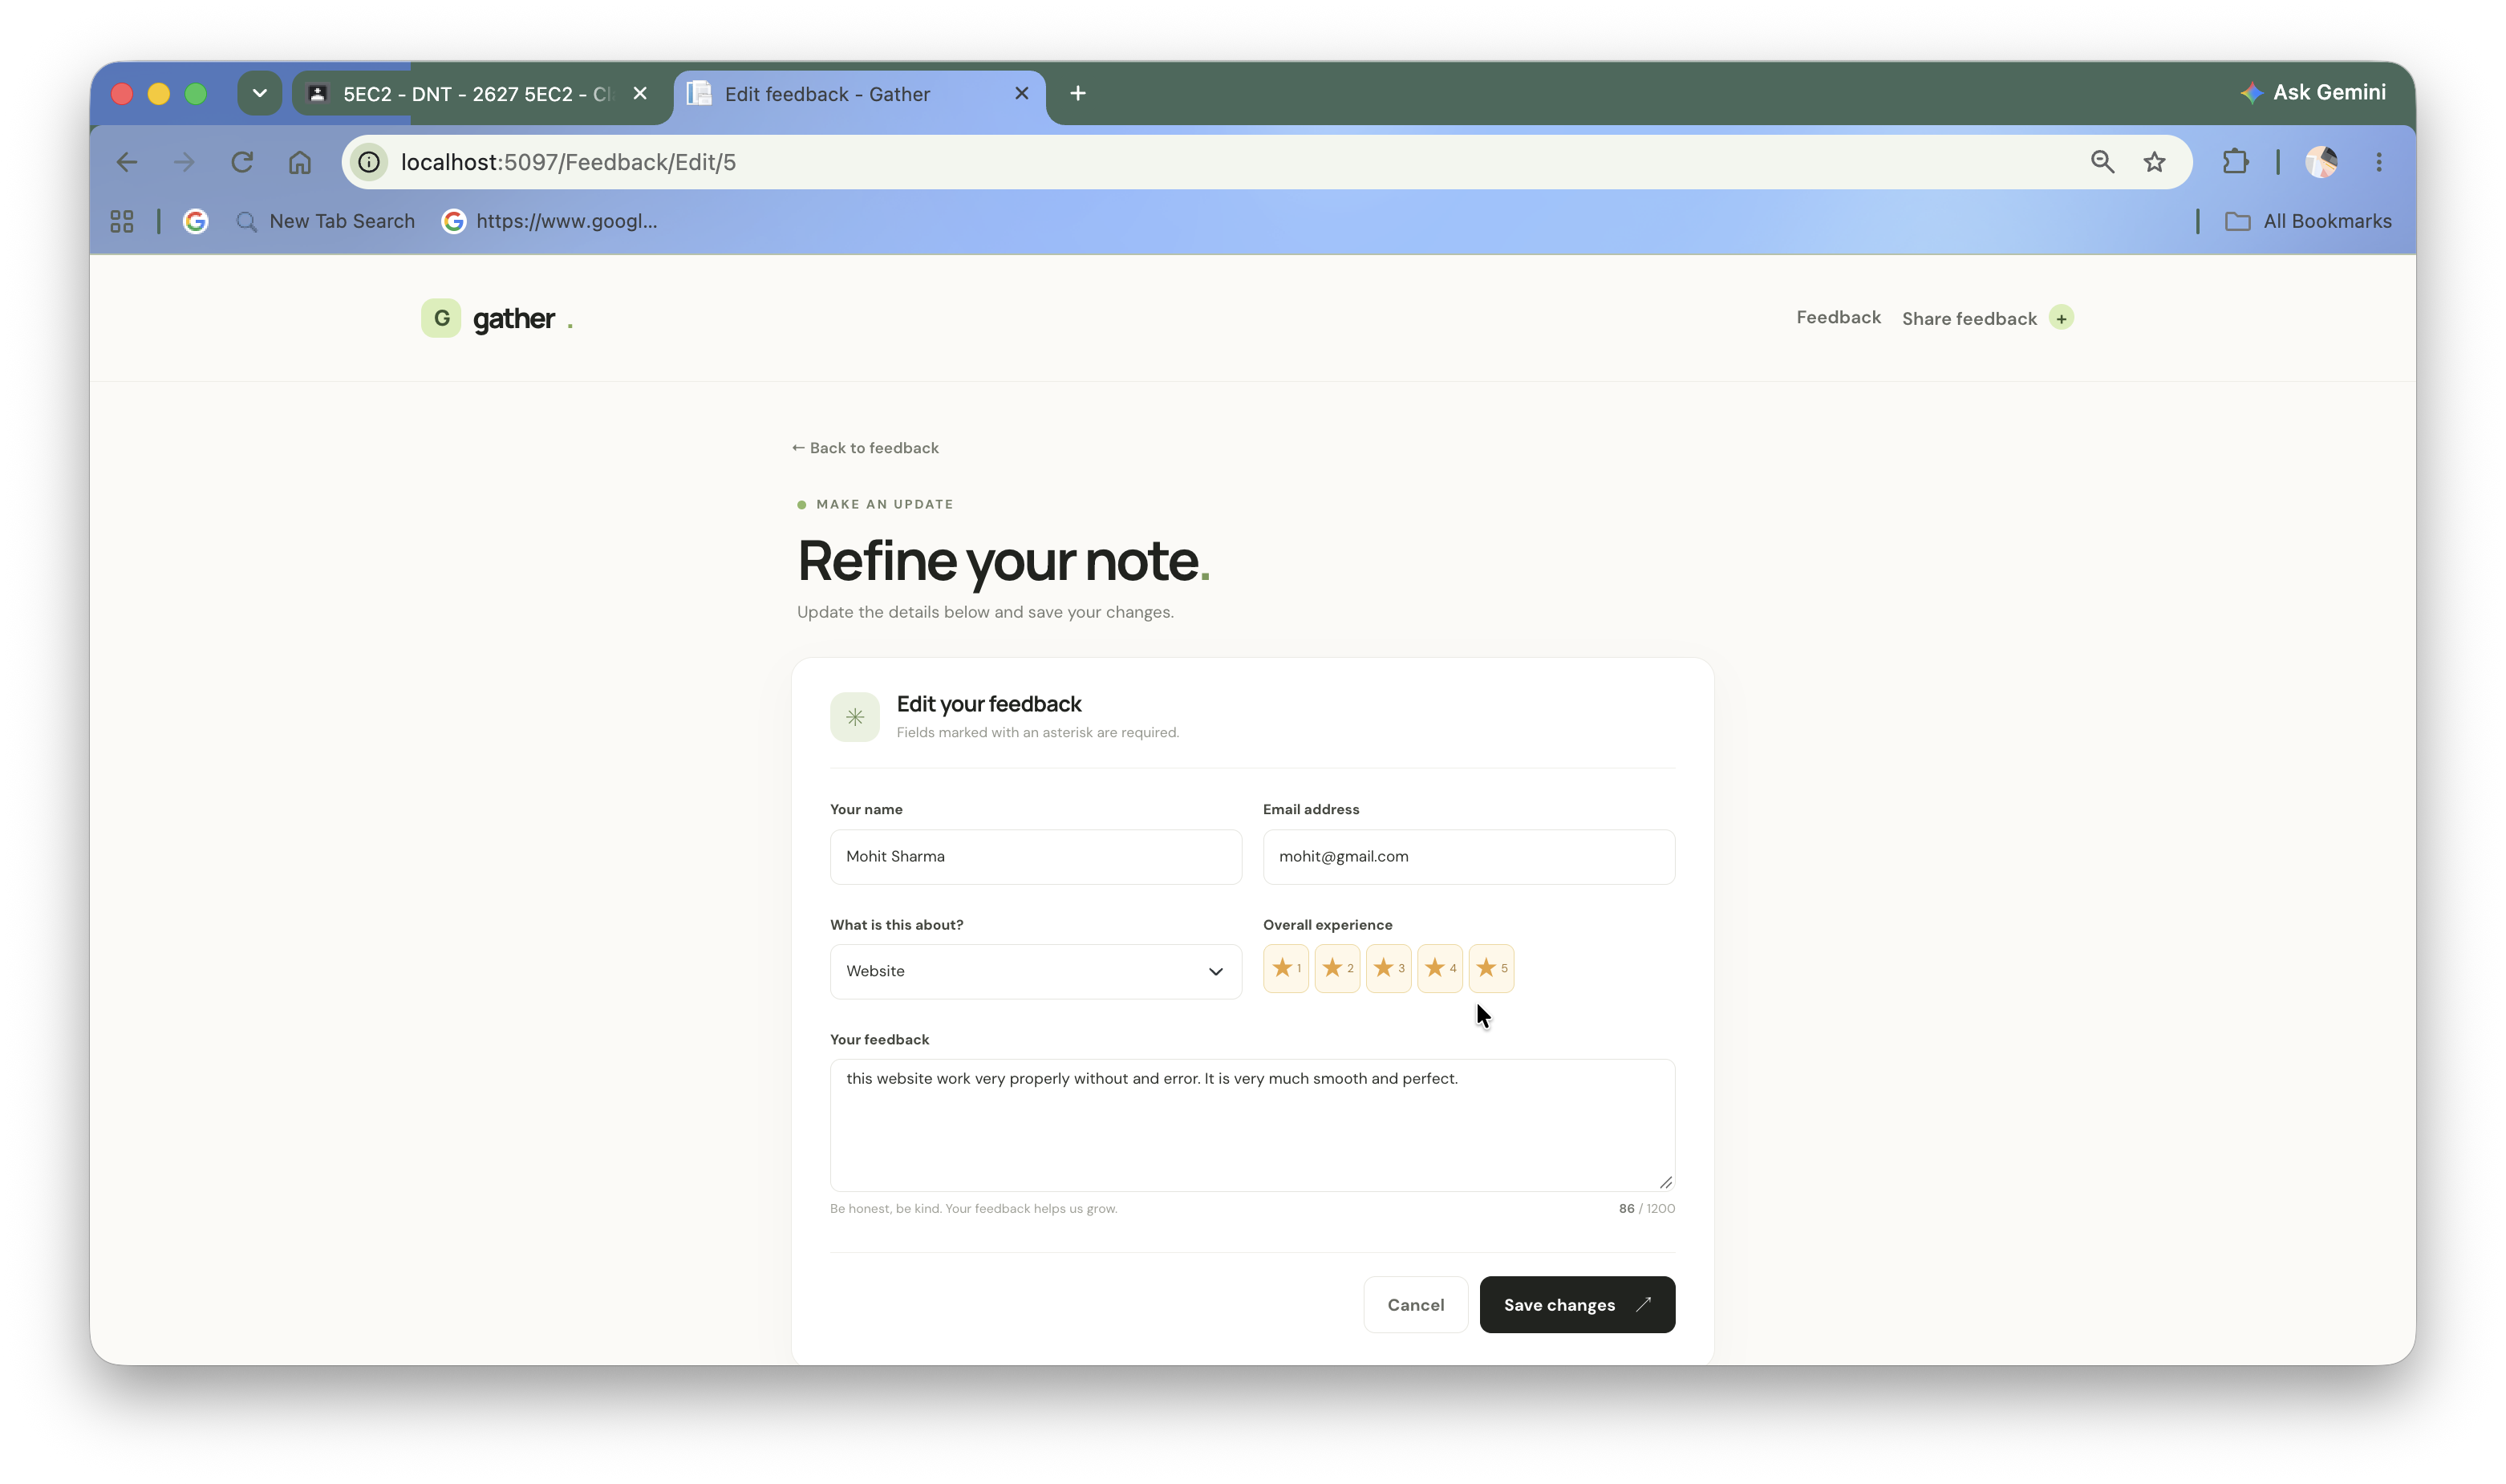 5EC2 - DNT - 2627 5EC2 - Cl
Edit feedback - Gather
Ask Gemini
localhost:5097/Feedback/Edit/5
New Tab Search
https://www.googl...
All Bookmarks
G gather .
Feedback
Share feedback +
← Back to feedback
MAKE AN UPDATE
Refine your note.
Update the details below and save your changes.
Edit your feedback
Fields marked with an asterisk are required.
Your name
Email address
Mohit Sharma
mohit@gmail.com
What is this about?
Overall experience
Website
★ 1 ★ 2 ★ 3 ★ 4 ★ 5
Your feedback
this website work very properly without and error. It is very much smooth and perfect.
Be honest, be kind. Your feedback helps us grow.
86 / 1200
Cancel
Save changes